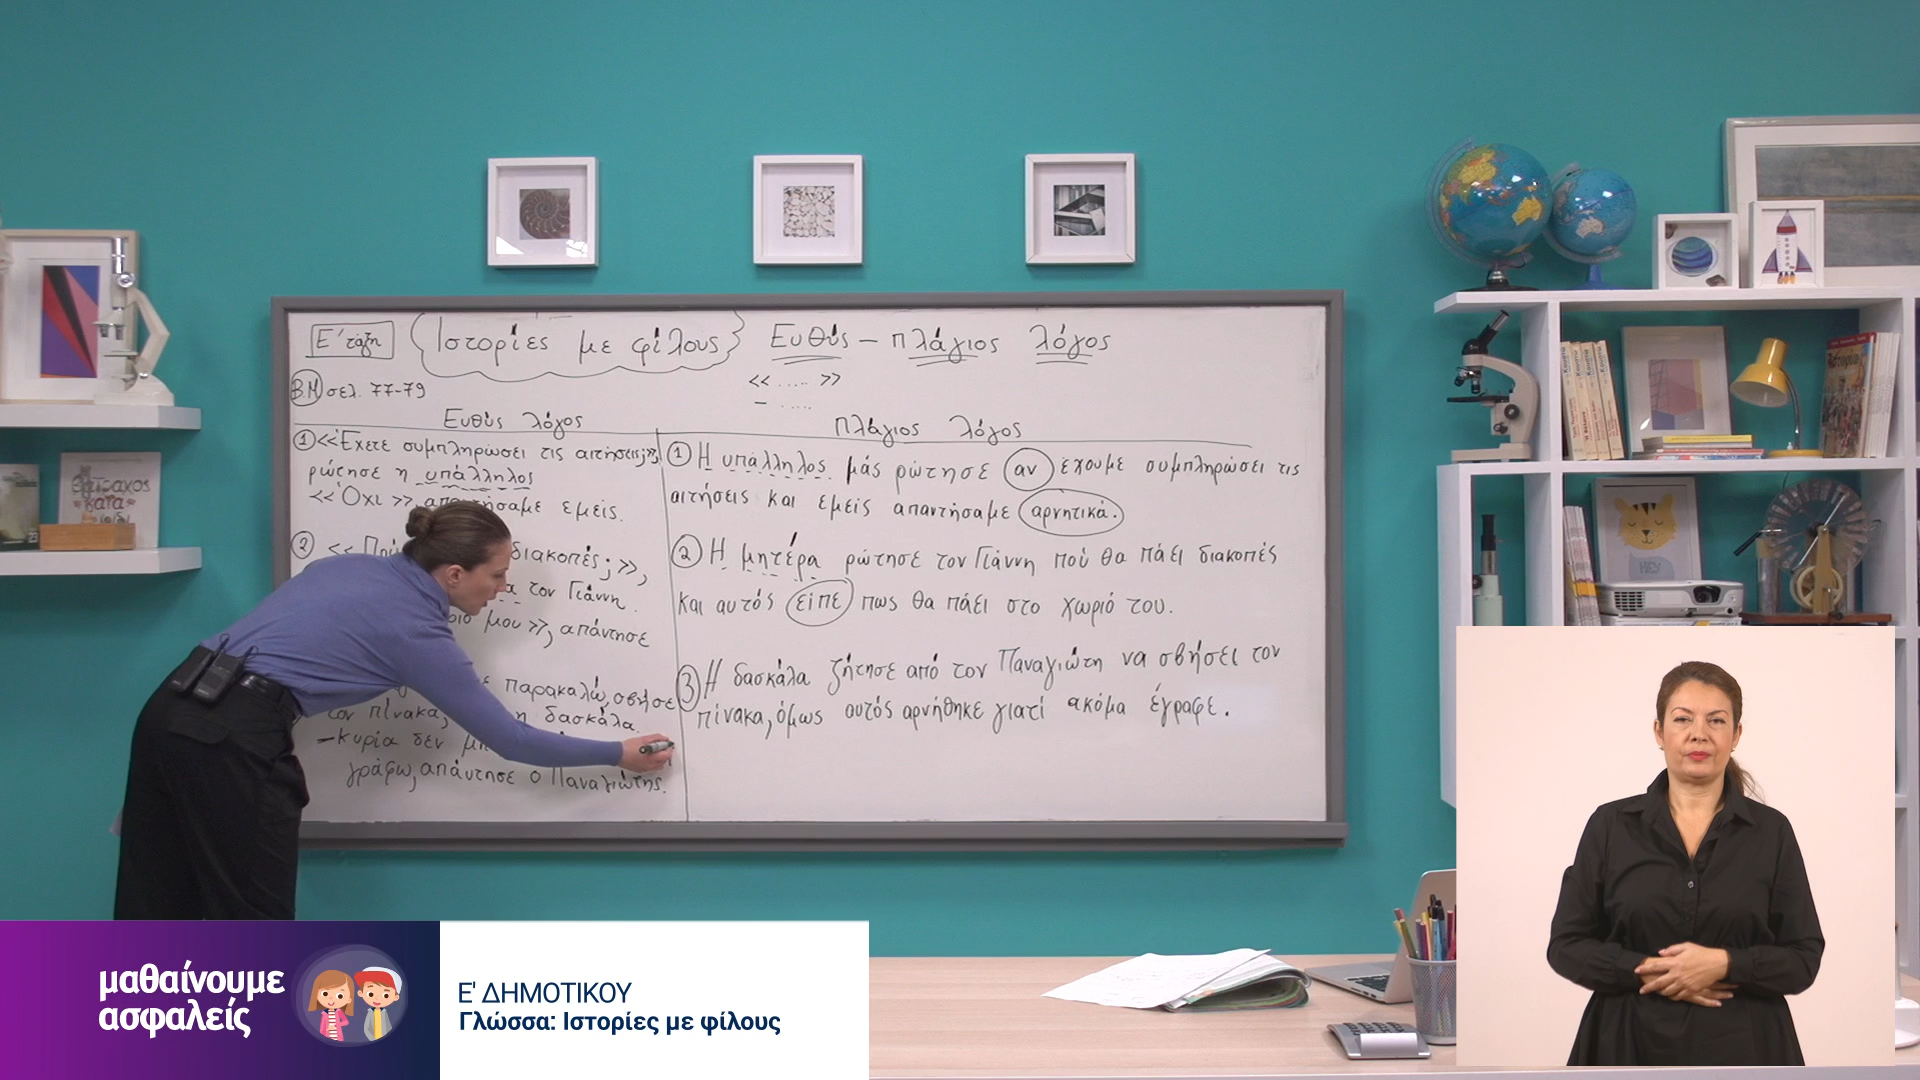 Ε' τάξη
Ιστορίες με φίλους
Ευθύς – πλάγιος λόγος
<< ..... >>
– .....
Β.Μ σελ. 77-79
Ευθύς λόγος
① <<Έχετε συμπληρώσει τις αιτήσεις;>>,
ρώτησε η υπάλληλος
<<Όχι>>, απαντήσαμε εμείς.
② << διακοπές;>>,
τον Γιάννη.
μου>>, απάντησε
παρακαλώ, σβήσε
τον πίνακα, η δασκάλα.
– Κυρία δεν
γράφω, απάντησε ο Παναγιώτης.
Πλάγιος λόγος
① Η υπάλληλος μάς ρώτησε αν έχουμε συμπληρώσει τις
αιτήσεις και εμείς απαντήσαμε αρνητικά.
② Η μητέρα ρώτησε τον Γιάννη πού θα πάει διακοπές
και αυτός είπε πως θα πάει στο χωριό του.
③ Η δασκάλα ζήτησε από τον Παναγιώτη να σβήσει τον
πίνακα, όμως αυτός αρνήθηκε γιατί ακόμα έγραφε.
HEY
μαθαίνουμε
ασφαλείς
Ε' ΔΗΜΟΤΙΚΟΥ
Γλώσσα: Ιστορίες με φίλους